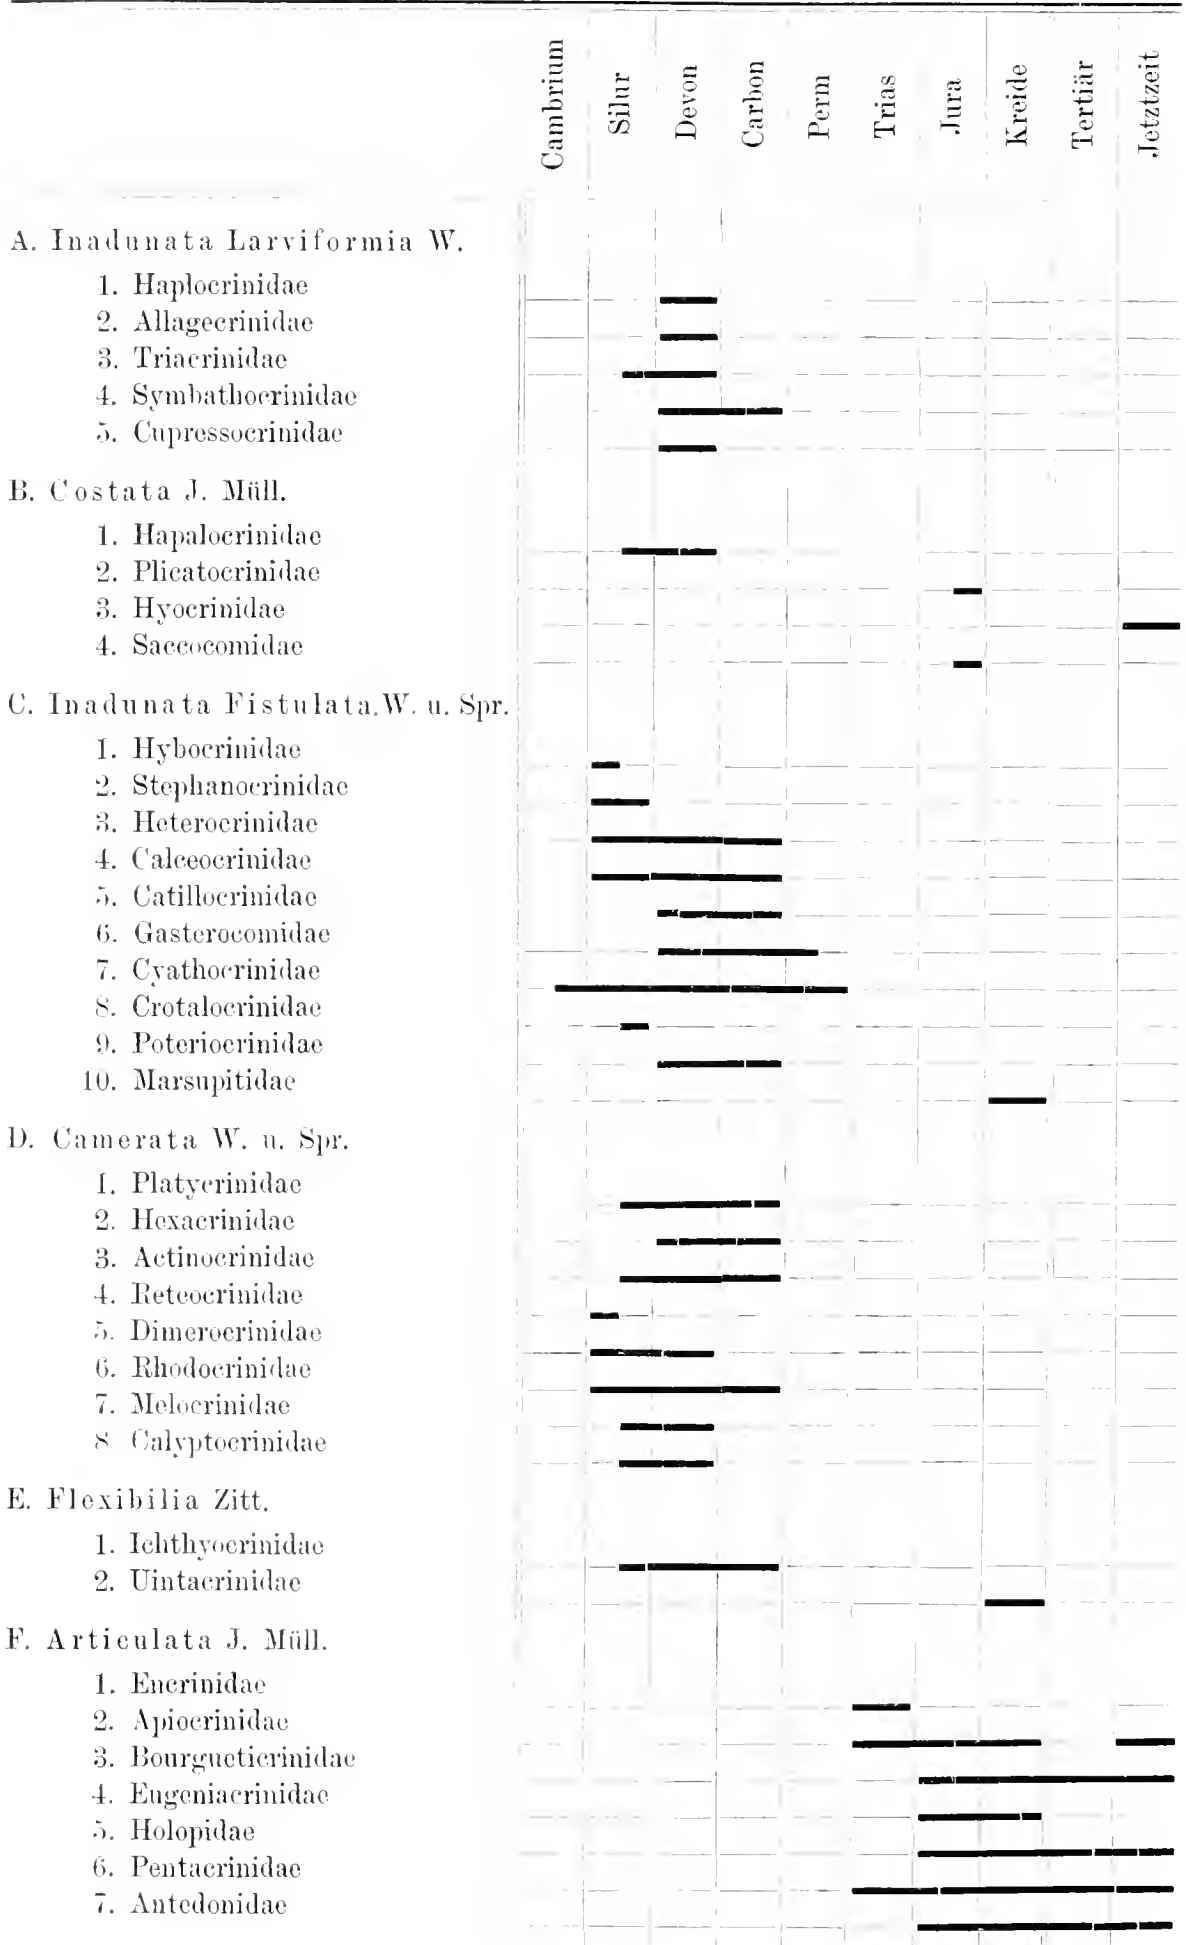 Cambrium
Silur
Devon
Carbon
Perm
Trias
Jura
Kreide
Tertiär
Jetztzeit
A. Inadunata Larviformia W.
1. Haplocrinidae
2. Allagecrinidae
3. Triacrinidae
4. Symbathocrinidae
5. Cupressocrinidae
B. Costata J. Müll.
1. Hapalocrinidae
2. Plicatocrinidae
3. Hyocrinidae
4. Saccocomidae
C. Inadunata Fistulata W. u. Spr.
1. Hybocrinidae
2. Stephanocrinidae
3. Heterocrinidae
4. Calceocrinidae
5. Catillocrinidae
6. Gasterocomidae
7. Cyathocrinidae
8. Crotalocrinidae
9. Poteriocrinidae
10. Marsupitidae
D. Camerata W. u. Spr.
1. Platycrinidae
2. Hexacrinidae
3. Actinocrinidae
4. Reteocrinidae
5. Dimerocrinidae
6. Rhodocrinidae
7. Melocrinidae
8 Calyptocrinidae
E. Flexibilia Zitt.
1. Ichthyocrinidae
2. Uintacrinidae
F. Articulata J. Müll.
1. Encrinidae
2. Apiocrinidae
3. Bourgueticrinidae
4. Eugeniacrinidae
5. Holopidae
6. Pentacrinidae
7. Antedonidae